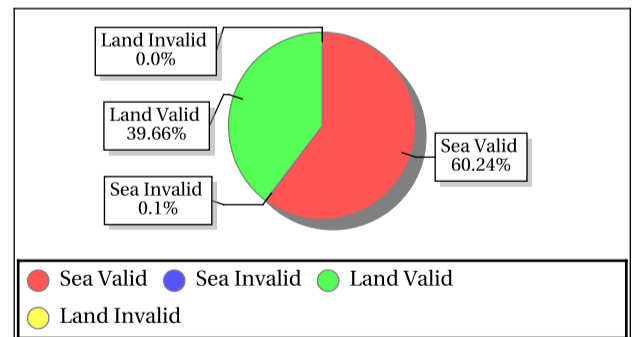 Land Invalid
0.0%
Land Valid
39.66%
Sea Invalid
0.1%
Sea Valid
60.24%
Sea Valid Sea Invalid Land Valid
Land Invalid